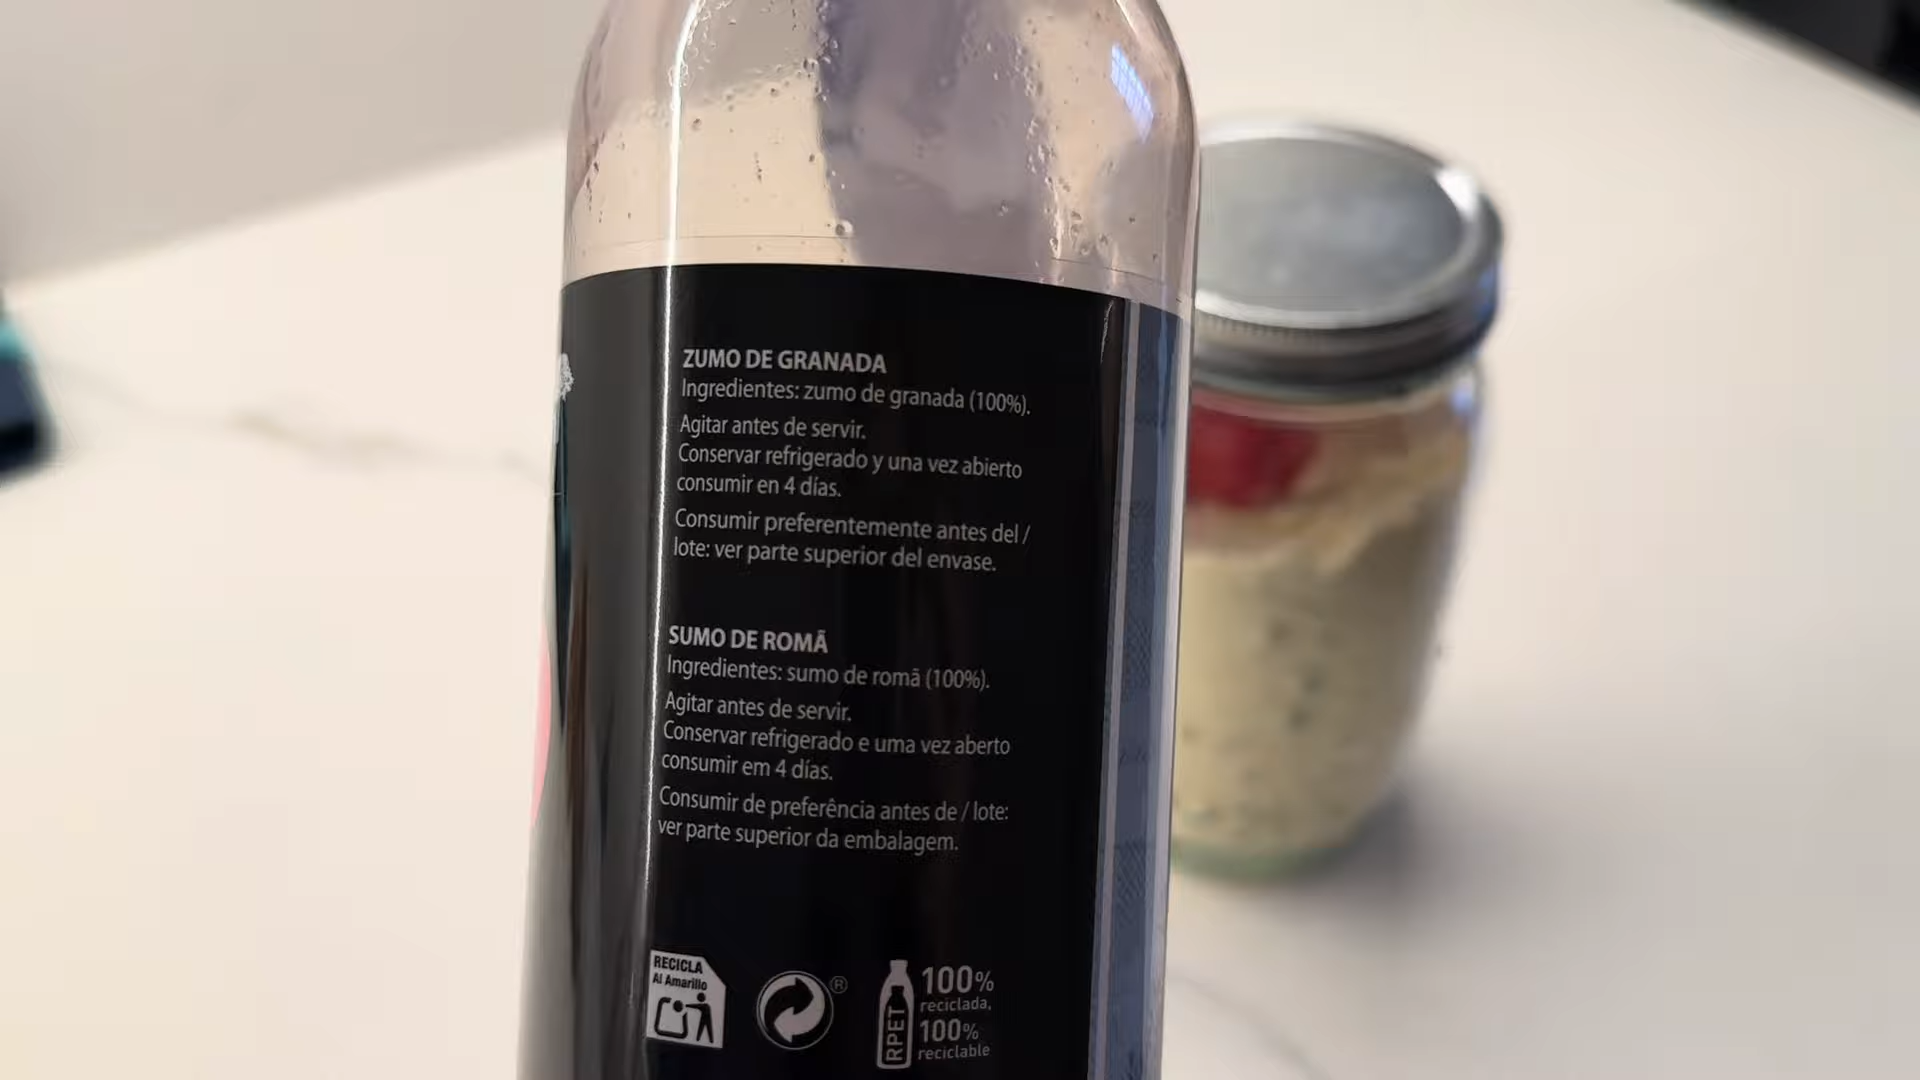 ZUMO DE GRANADA
Ingredientes: zumo de granada (100%).
Agitar antes de servir.
Conservar refrigerado y una vez abierto
consumir en 4 días.
Consumir preferentemente antes del /
lote: ver parte superior del envase.
SUMO DE ROMÃ
Ingredientes: sumo de romã (100%).
Agitar antes de servir.
Conservar refrigerado e uma vez aberto
consumir em 4 días.
Consumir de preferência antes de / lote:
ver parte superior da embalagem.
RECICLA
Al Amarillo
®
RPET
100%
reciclada,
100%
reciclable